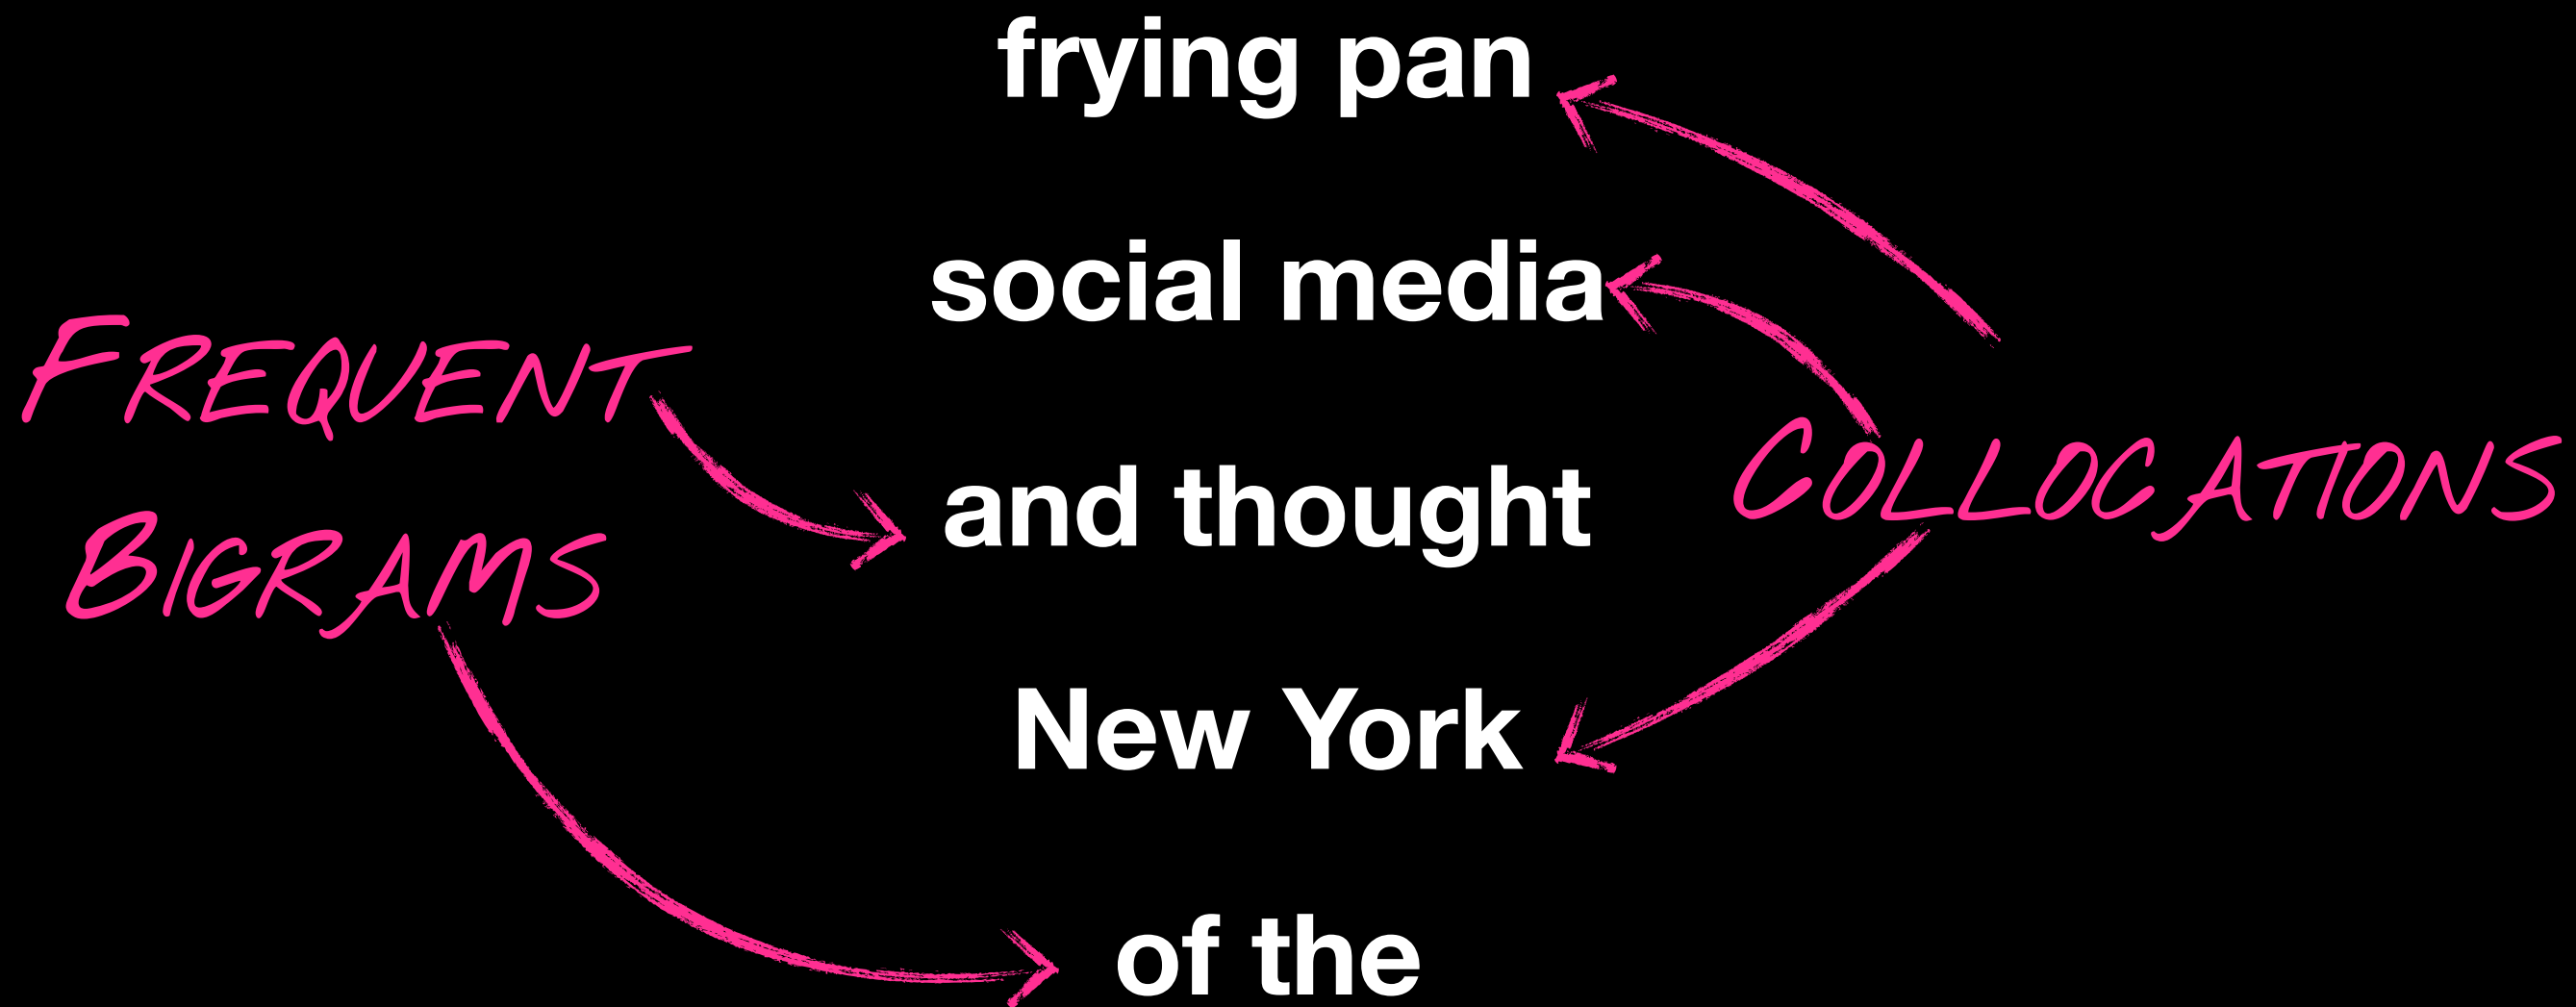 frying pan
social media
FREQUENT
BIGRAMS
and thought
COLLOCATIONS
New York
of the